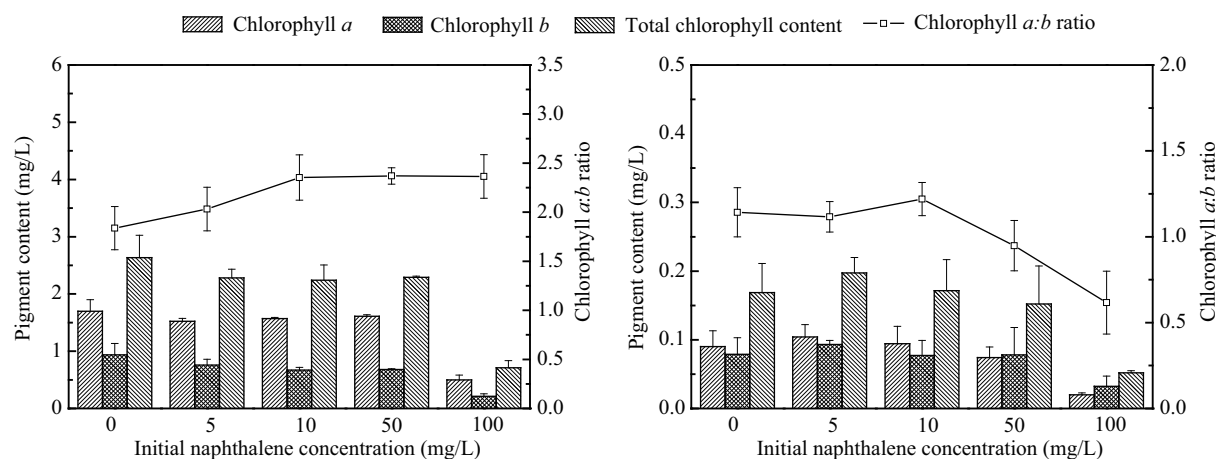 Chlorophyll a Chlorophyll b Total chlorophyll content Chlorophyll a:b ratio
6
5
4
3
2
1
0
Pigment content (mg/L)
3.5
3.0
2.5
2.0
1.5
1.0
0.5
0.0
Chlorophyll a:b ratio
0 5 10 50 100
Initial naphthalene concentration (mg/L)
0.5
0.4
0.3
0.2
0.1
0.0
Pigment content (mg/L)
2.0
1.5
1.0
0.5
0.0
Chlorophyll a:b ratio
0 5 10 50 100
Initial naphthalene concentration (mg/L)